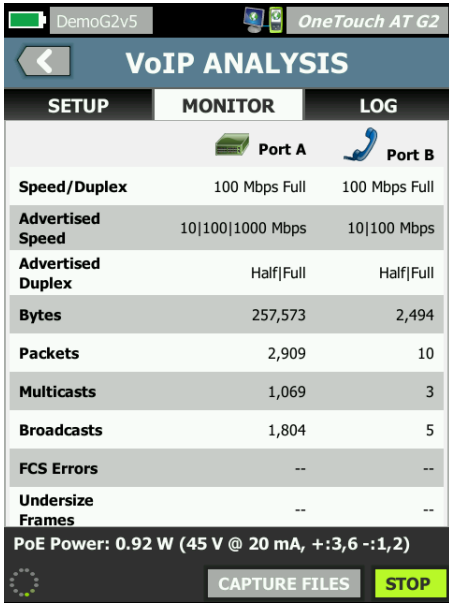 DemoG2v5 OneTouch AT G2
VoIP ANALYSIS
SETUP MONITOR LOG
Port A Port B
Speed/Duplex 100 Mbps Full 100 Mbps Full
Advertised
Speed 10|100|1000 Mbps 10|100 Mbps
Advertised
Duplex Half|Full Half|Full
Bytes 257,573 2,494
Packets 2,909 10
Multicasts 1,069 3
Broadcasts 1,804 5
FCS Errors -- --
Undersize
Frames -- --
PoE Power: 0.92 W (45 V @ 20 mA, +:3,6 -:1,2)
CAPTURE FILES STOP